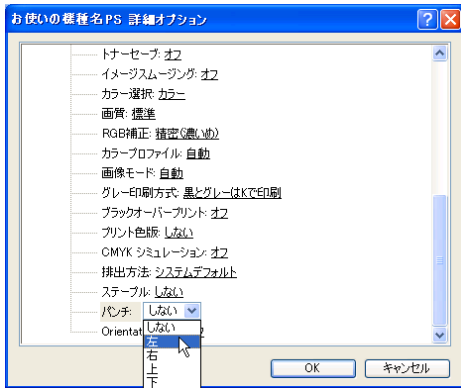 お使いの機種名PS 詳細オプション
トナーセーブ: オフ
イメージスムージング: オフ
カラー選択: カラー
画質: 標準
RGB補正: 精密(濃いめ)
カラープロファイル: 自動
画像モード: 自動
グレー印刷方式: 黒とグレーはKで印刷
ブラックオーバープリント: オフ
プリント色版: しない
CMYK シミュレーション: オフ
排出方法: システムデフォルト
ステープル: しない
パンチ: しない
Orientat
しない
左
右
上
下
OK キャンセル